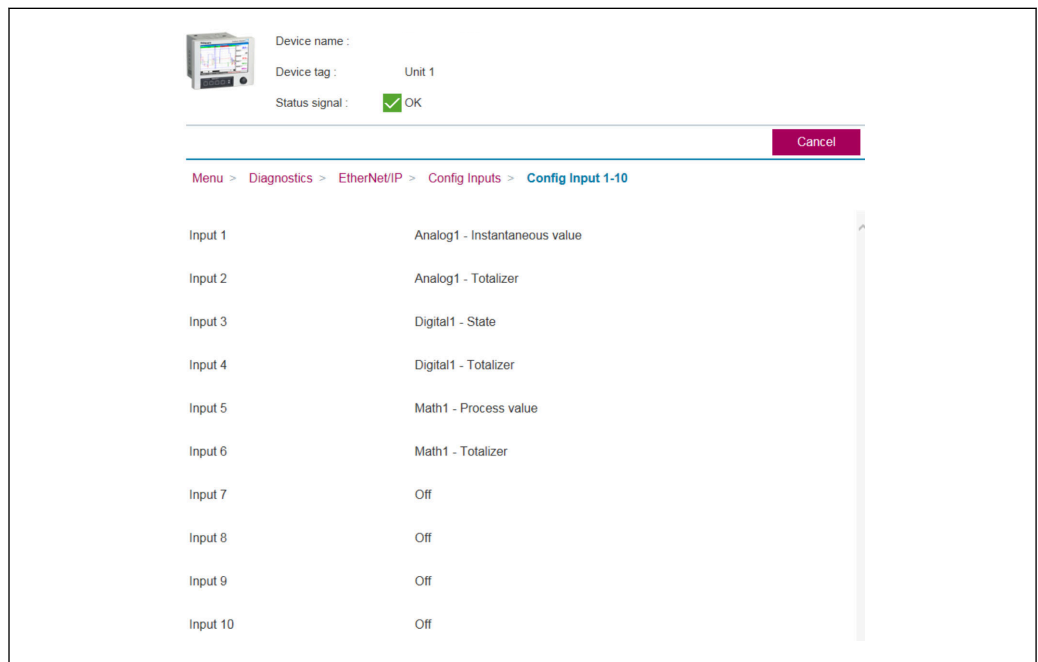 Device name :
Device tag : Unit 1
Status signal : OK
Cancel
Menu > Diagnostics > EtherNet/IP > Config Inputs > Config Input 1-10
Input 1 Analog1 - Instantaneous value
Input 2 Analog1 - Totalizer
Input 3 Digital1 - State
Input 4 Digital1 - Totalizer
Input 5 Math1 - Process value
Input 6 Math1 - Totalizer
Input 7 Off
Input 8 Off
Input 9 Off
Input 10 Off